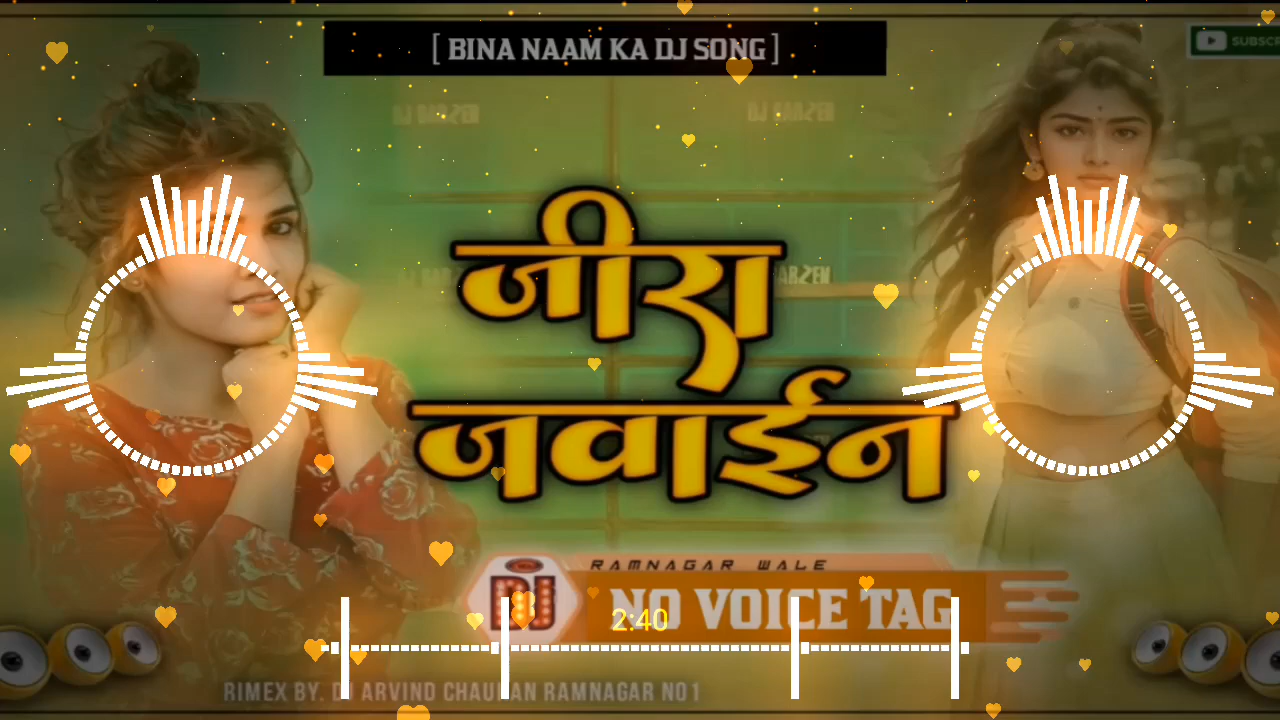 [ BINA NAAM KA DJ SONG ]
जीरा
जवाईन
RAMNAGAR WALE
DJ
NO VOICE TAG
2:40
RIMEX BY. DJ ARVIND CHAUHAN RAMNAGAR NO1